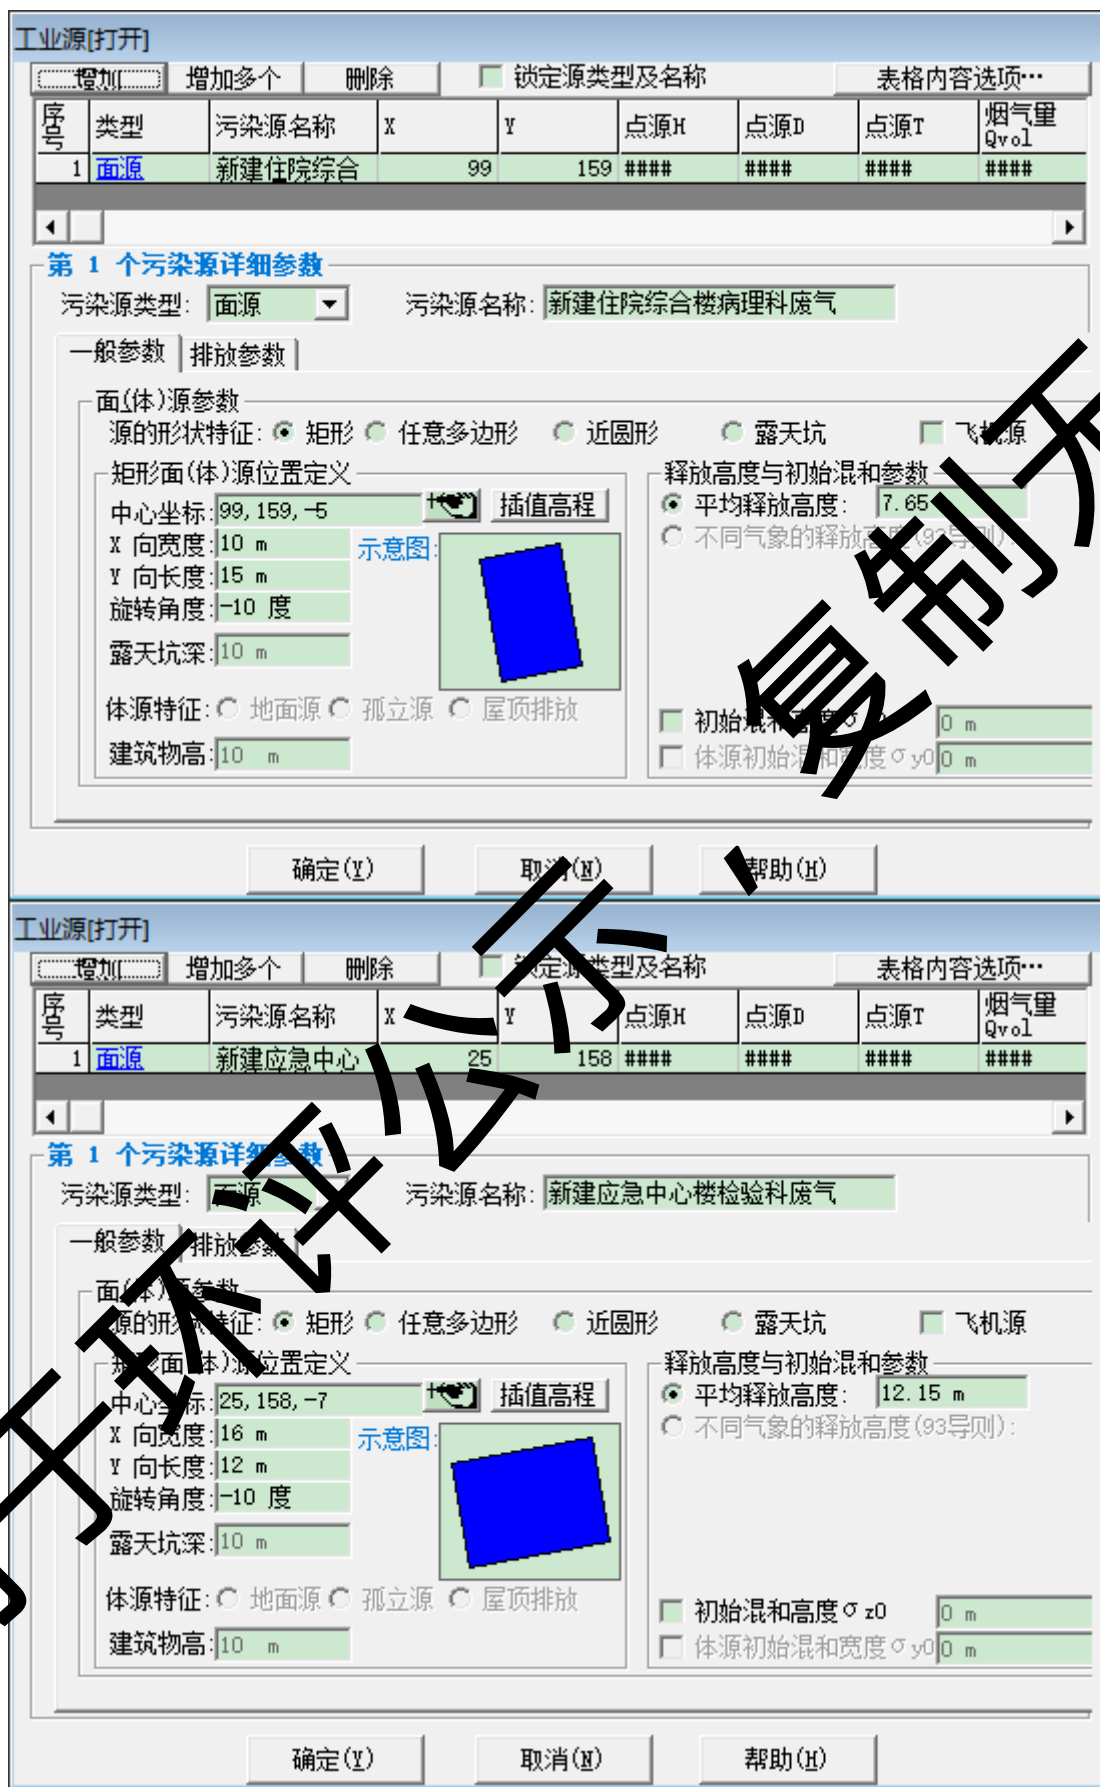 工业源[打开]
增加 增加多个 删除 锁定源类型及名称 表格内容选项…
序号 类型 污染源名称 X Y 点源H 点源D 点源T 烟气量Qvol
1 面源 新建住院综合 99 159 #### #### #### ####
第 1 个污染源详细参数
污染源类型: 面源 污染源名称: 新建住院综合楼病理科废气
一般参数 排放参数
面(体)源参数
源的形状特征: 矩形 任意多边形 近圆形 露天坑 飞机源
矩形面(体)源位置定义 释放高度与初始混和参数
中心坐标: 99,159,-5 插值高程 平均释放高度: 7.65
X 向宽度: 10 m 示意图: 不同气象的释放高度(93导则):
Y 向长度: 15 m
旋转角度: -10 度
露天坑深: 10 m
体源特征: 地面源 孤立源 屋顶排放 初始混和高度σ 0 m
建筑物高: 10 m 体源初始混和宽度σy0 0 m
确定(Y) 取消(N) 帮助(H)
工业源[打开]
增加 增加多个 删除 锁定源类型及名称 表格内容选项…
序号 类型 污染源名称 X Y 点源H 点源D 点源T 烟气量Qvol
1 面源 新建应急中心 25 158 #### #### #### ####
第 1 个污染源详细参数
污染源类型: 面源 污染源名称: 新建应急中心楼检验科废气
一般参数 排放参数
面(体)源参数
源的形状特征: 矩形 任意多边形 近圆形 露天坑 飞机源
矩形面(体)源位置定义 释放高度与初始混和参数
中心坐标: 25,158,-7 插值高程 平均释放高度: 12.15 m
X 向宽度: 16 m 示意图: 不同气象的释放高度(93导则):
Y 向长度: 12 m
旋转角度: -10 度
露天坑深: 10 m
体源特征: 地面源 孤立源 屋顶排放 初始混和高度σz0 0 m
建筑物高: 10 m 体源初始混和宽度σy0 0 m
确定(Y) 取消(N) 帮助(H)
于环评公示、复制无